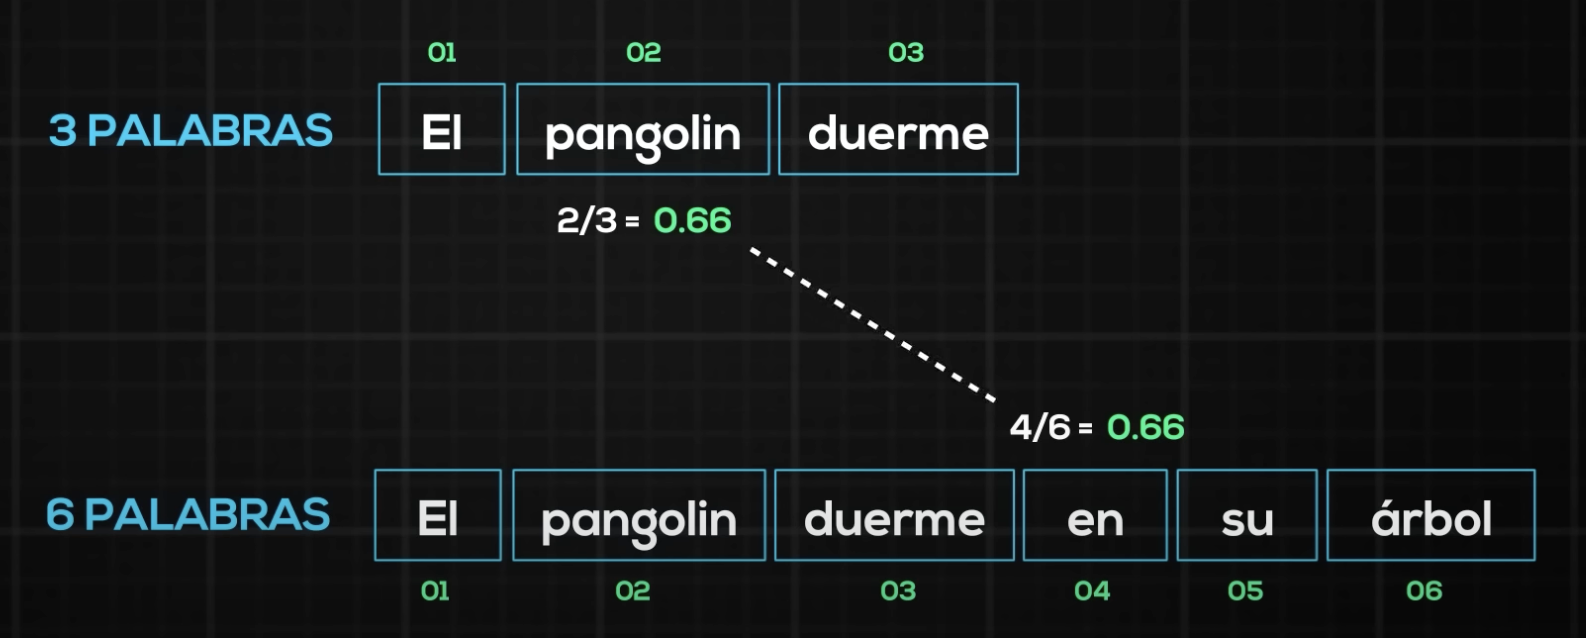 01 02 03
3 PALABRAS El pangolin duerme
2/3 = 0.66
4/6 = 0.66
6 PALABRAS El pangolin duerme en su árbol
01 02 03 04 05 06